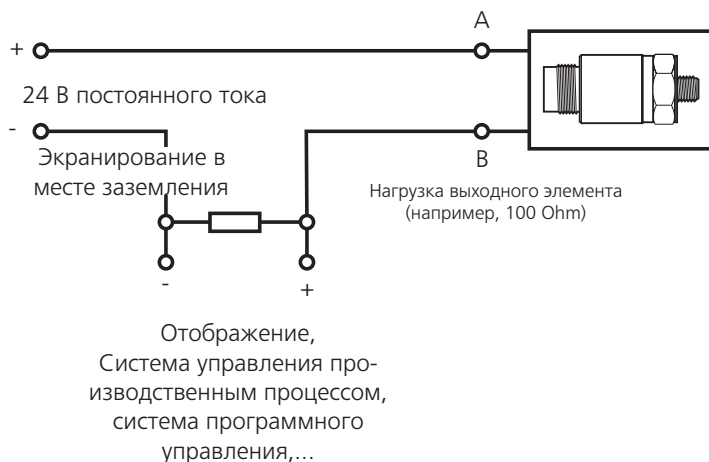 A
+
24 В постоянного тока
-
Экранирование в
месте заземления
B
Нагрузка выходного элемента
(например, 100 Ohm)
-
+
Отображение,
Система управления про-
изводственным процессом,
система программного
управления,...